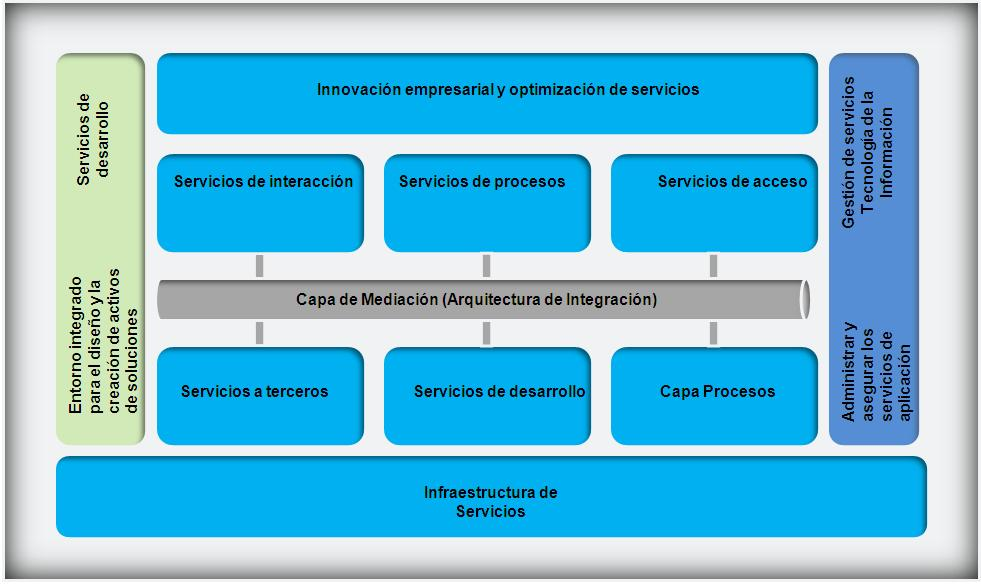 Servicios de
desarrollo
Entorno integrado
para el diseño y la
creación de activos
de soluciones
Innovación empresarial y optimización de servicios
Servicios de interacción
Servicios de procesos
Servicios de acceso
Capa de Mediación (Arquitectura de Integración)
Servicios a terceros
Servicios de desarrollo
Capa Procesos
Gestión de servicios
Tecnología de la
Información
Administrar y
asegurar los
servicios de
aplicación
Infraestructura de
Servicios